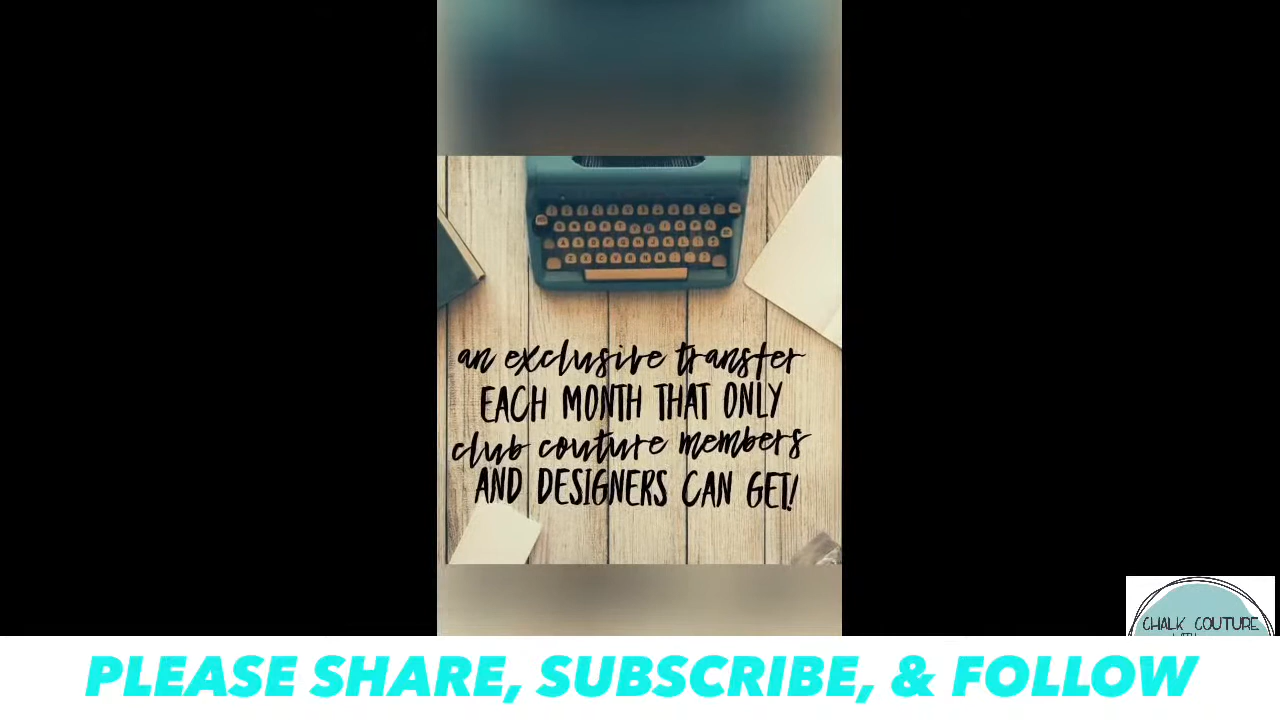 an exclusive transfer
EACH MONTH THAT ONLY
club couture members
AND DESIGNERS CAN GET!
CHALK COUTURE
WITH
PLEASE SHARE, SUBSCRIBE, & FOLLOW